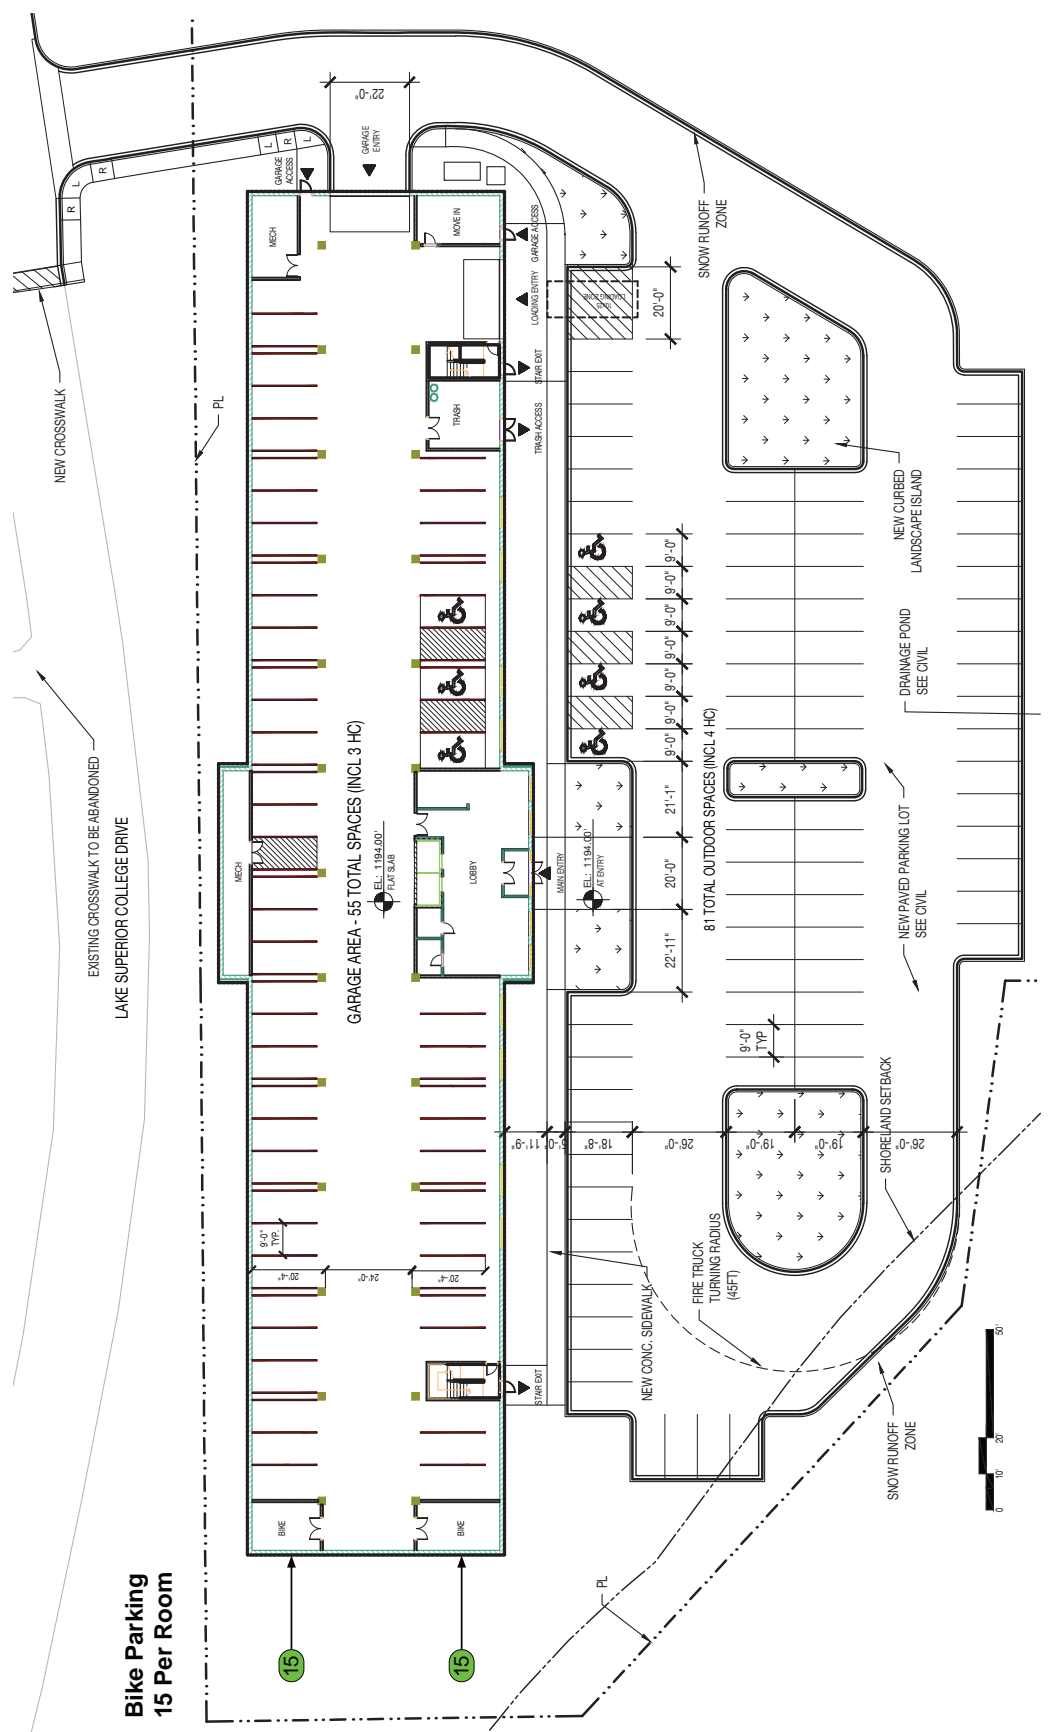 Bike Parking
15 Per Room
15
15
NEW CROSSWALK
PL
EXISTING CROSSWALK TO BE ABANDONED
LAKE SUPERIOR COLLEGE DRIVE
R
L
R
L
R
L
GARAGE
ACCESS
22'-0"
GARAGE
ENTRY
MECH
MOVE IN
GARAGE ACCESS
LOADING ENTRY
10x25
LOADING ZONE
20'-0"
SNOW RUNOFF
ZONE
STAIR EXIT
TRASH
TRASH ACCESS
NEW CURBED
LANDSCAPE ISLAND
GARAGE AREA - 55 TOTAL SPACES (INCL 3 HC)
EL: 1194.00'
FLAT SLAB
MECH
LOBBY
MAIN ENTRY
EL: 1194.00'
AT ENTRY
9'-0"
9'-0"
9'-0"
9'-0"
9'-0"
9'-0"
9'-0"
21'-1"
20'-0"
22'-11"
81 TOTAL OUTDOOR SPACES (INCL 4 HC)
DRAINAGE POND
SEE CIVIL
NEW PAVED PARKING LOT
SEE CIVIL
9'-0"
TYP
9'-0"
TYP.
20'-4"
24'-0"
20'-4"
11'-9"
6'-0"
18'-8"
26'-0"
19'-0"
19'-0"
26'-0"
SHORELAND SETBACK
FIRE TRUCK
TURNING RADIUS
(45FT)
NEW CONC. SIDEWALK
STAIR EXIT
BIKE
BIKE
SNOW RUNOFF
ZONE
PL
0
10'
20'
50'